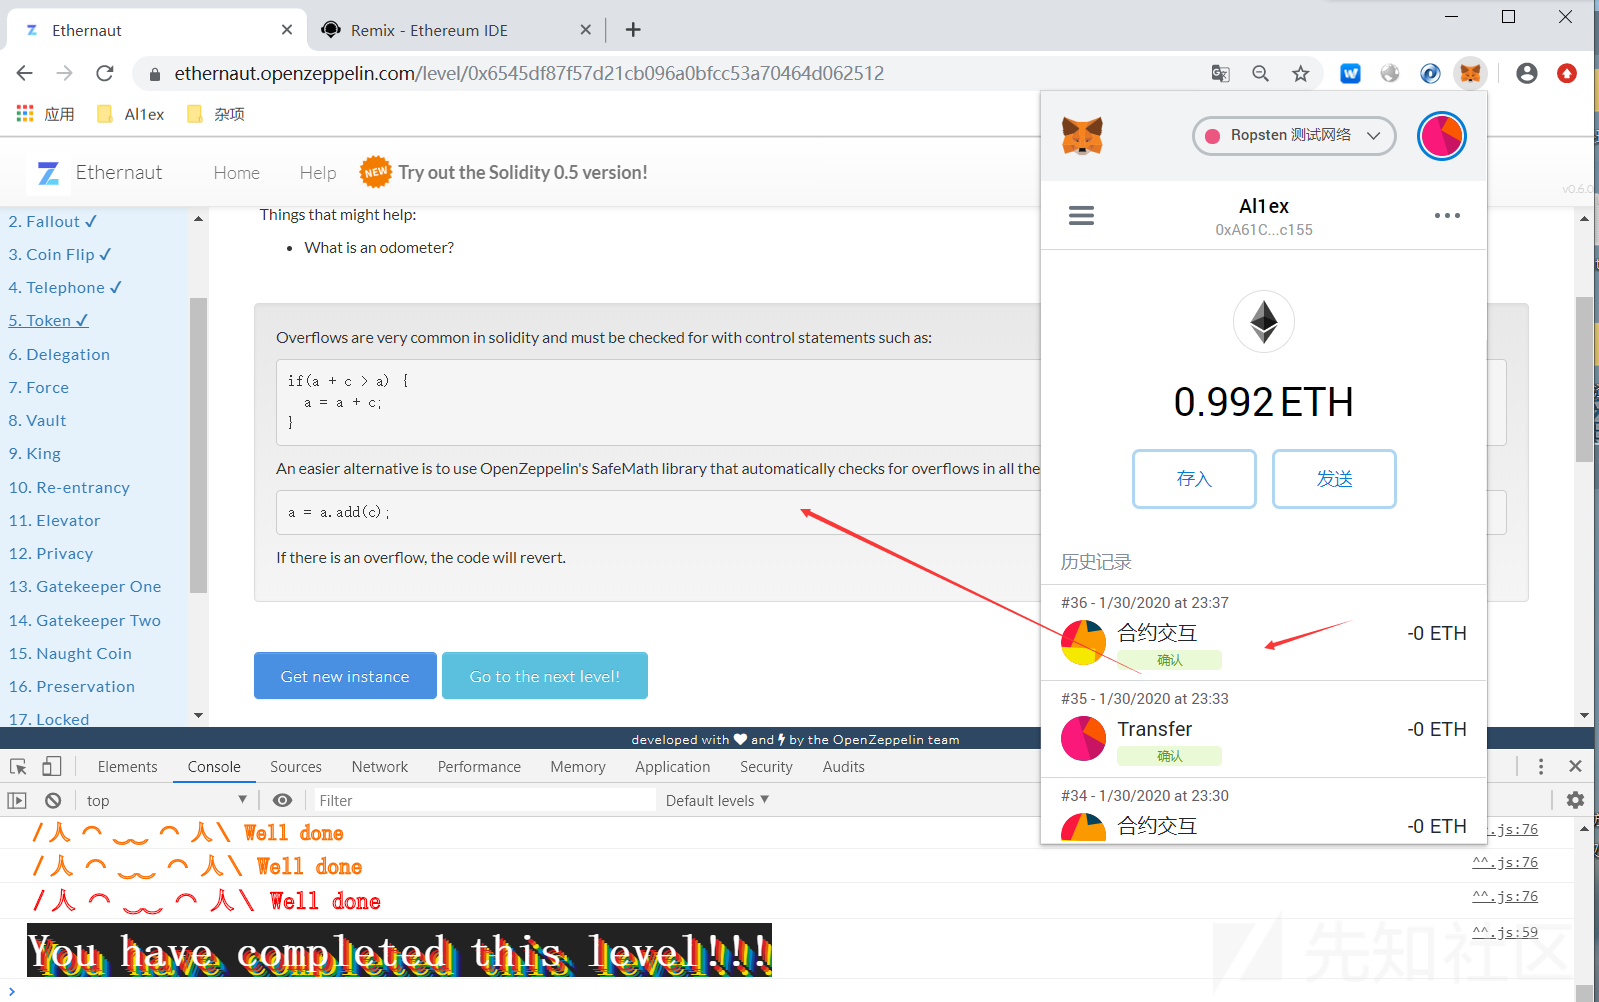 Ethernaut
Remix - Ethereum IDE
ethernaut.openzeppelin.com/level/0x6545df87f57d21cb096a0bfcc53a70464d062512
应用
Al1ex
杂项
Ethernaut
Home
Help
NEW
Try out the Solidity 0.5 version!
v0.6.0
2. Fallout ✓
3. Coin Flip ✓
4. Telephone ✓
5. Token ✓
6. Delegation
7. Force
8. Vault
9. King
10. Re-entrancy
11. Elevator
12. Privacy
13. Gatekeeper One
14. Gatekeeper Two
15. Naught Coin
16. Preservation
17. Locked
Things that might help:
• What is an odometer?
Overflows are very common in solidity and must be checked for with control statements such as:
if(a + c > a) {
a = a + c;
}
An easier alternative is to use OpenZeppelin's SafeMath library that automatically checks for overflows in all the
a = a.add(c);
If there is an overflow, the code will revert.
Get new instance
Go to the next level!
developed with ♥ and by the OpenZeppelin team
Ropsten 测试网络
Al1ex
0xA61C...c155
0.992 ETH
存入
发送
历史记录
#36 - 1/30/2020 at 23:37
合约交互
-0 ETH
确认
#35 - 1/30/2020 at 23:33
Transfer
-0 ETH
确认
#34 - 1/30/2020 at 23:30
合约交互
-0 ETH
Elements
Console
Sources
Network
Performance
Memory
Application
Security
Audits
top
Filter
Default levels ▼
/人 ⌒ ‿‿ ⌒ 人\ Well done
.js:76
/人 ⌒ ‿‿ ⌒ 人\ Well done
^^.js:76
/人 ⌒ ‿‿ ⌒ 人\ Well done
^^.js:76
You have completed this level!!!
^^.js:59
先知社区